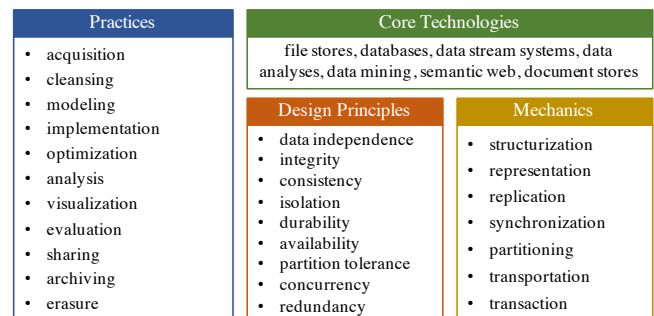 Practices
• acquisition
• cleansing
• modeling
• implementation
• optimization
• analysis
• visualization
• evaluation
• sharing
• archiving
• erasure
Core Technologies
file stores, databases, data stream systems, data
analyses, data mining, semantic web, document stores
Design Principles
• data independence
• integrity
• consistency
• isolation
• durability
• availability
• partition tolerance
• concurrency
• redundancy
Mechanics
• structurization
• representation
• replication
• synchronization
• partitioning
• transportation
• transaction